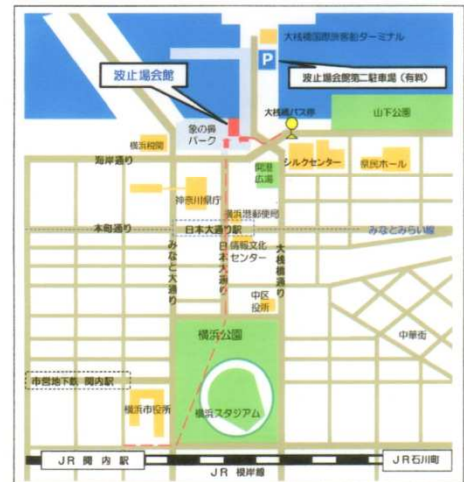 大桟橋国際旅客船ターミナル
波止場会館
P
波止場会館第二駐車場（有料）
大桟橋バス停
山下公園
象の鼻
パーク
横浜税関
海岸通り
開港
広場
シルクセンター
県民ホール
神奈川県庁
横浜港郵便局
本町通り
日本大通り駅
みなとみらい線
情報文化
センター
みなと大通り
日本大通り
大桟橋通り
中区
役所
横浜公園
中華街
市営地下鉄 関内駅
横浜市役所
横浜スタジアム
JR 関 内 駅
JR 根岸線
JR石川町